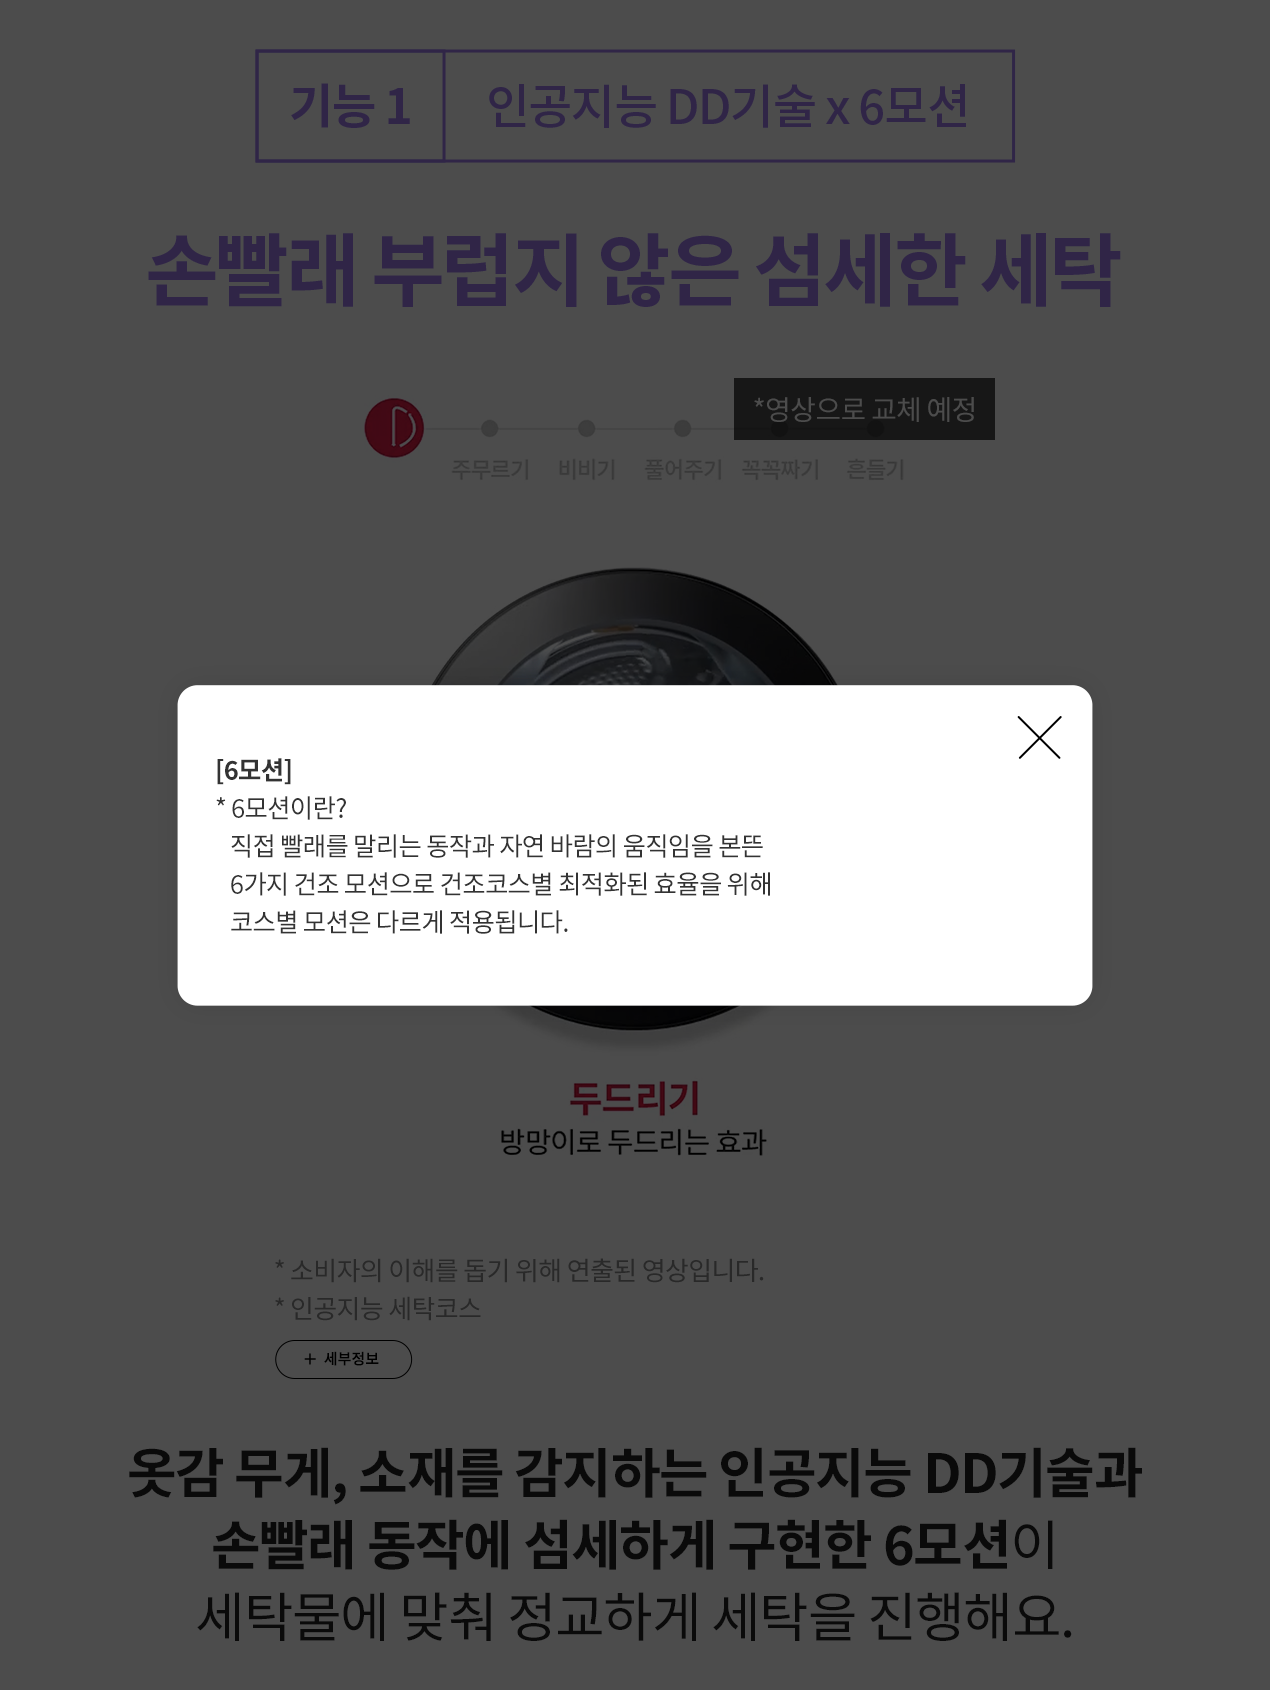 기능 1
인공지능 DD기술 x 6모션
손빨래 부럽지 않은 섬세한 세탁
*영상으로 교체 예정
주무르기 비비기 풀어주기 꼭꼭짜기 흔들기
[6모션]
* 6모션이란?
직접 빨래를 말리는 동작과 자연 바람의 움직임을 본뜬
6가지 건조 모션으로 건조코스별 최적화된 효율을 위해
코스별 모션은 다르게 적용됩니다.
두드리기
방망이로 두드리는 효과
* 소비자의 이해를 돕기 위해 연출된 영상입니다.
* 인공지능 세탁코스
+ 세부정보
옷감 무게, 소재를 감지하는 인공지능 DD기술과
손빨래 동작에 섬세하게 구현한 6모션이
세탁물에 맞춰 정교하게 세탁을 진행해요.